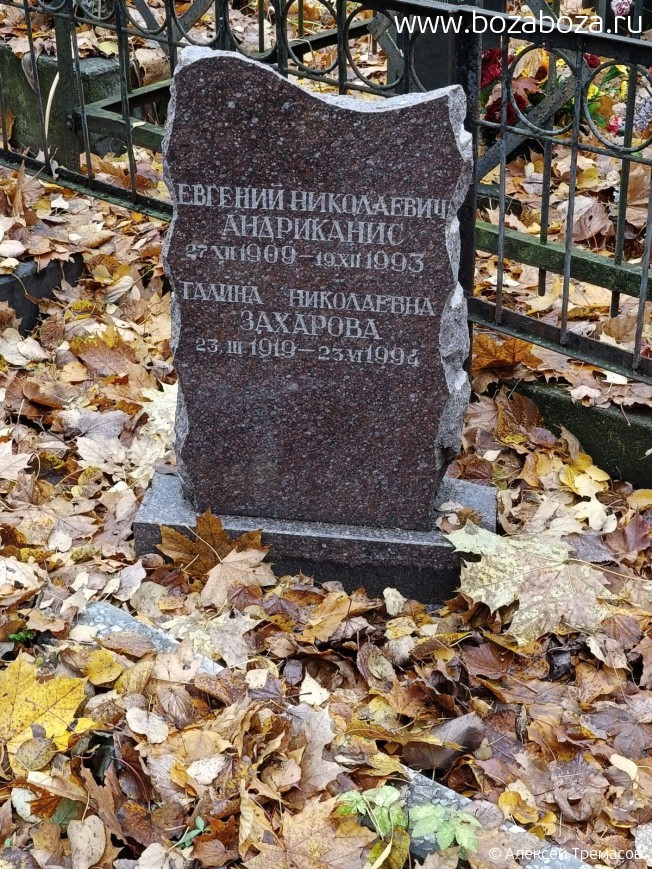 www.bozaboza.ru
ЕВГЕНИЙ НИКОЛАЕВИЧ
АНДРИКАНИС
27 XII 1909 – 19 XII 1993
ГАЛИНА НИКОЛАЕВНА
ЗАХАРОВА
23. III 1919 – 23 VI 1994
© Алексей Тремасов